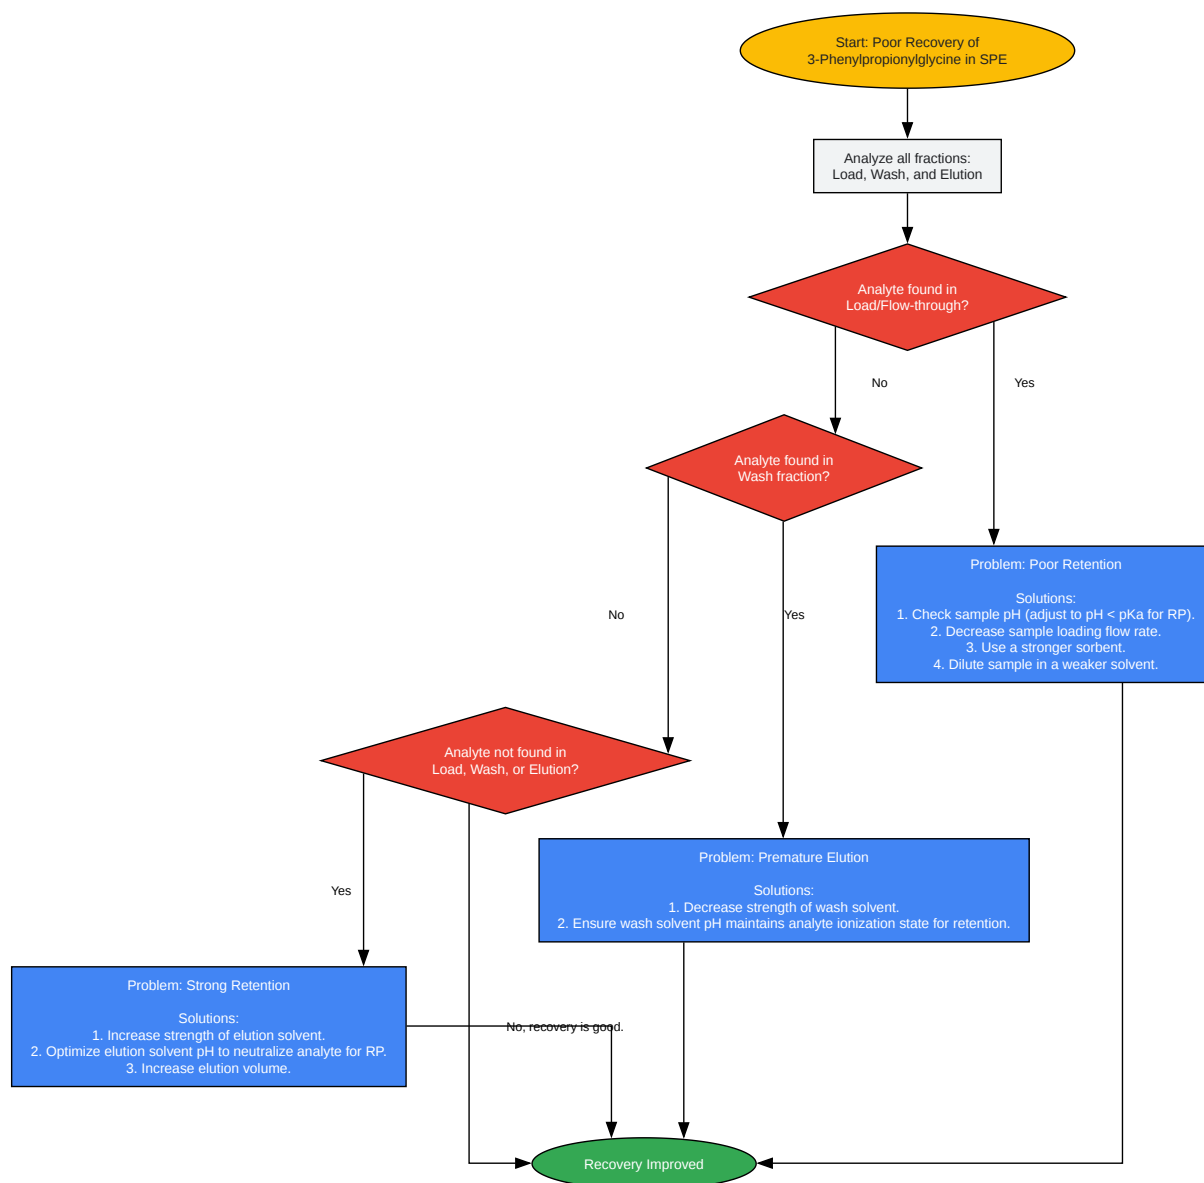 Start: Poor Recovery of
3-Phenylpropionylglycine in SPE
Analyze all fractions:
Load, Wash, and Elution
Analyte found in
Load/Flow-through?
No
Yes
Analyte found in
Wash fraction?
Problem: Poor Retention
Solutions:
1. Check sample pH (adjust to pH < pKa for RP).
2. Decrease sample loading flow rate.
3. Use a stronger sorbent.
4. Dilute sample in a weaker solvent.
No
Yes
Analyte not found in
Load, Wash, or Elution?
Problem: Premature Elution
Solutions:
1. Decrease strength of wash solvent.
2. Ensure wash solvent pH maintains analyte ionization state for retention.
Yes
Problem: Strong Retention
Solutions:
1. Increase strength of elution solvent.
2. Optimize elution solvent pH to neutralize analyte for RP.
3. Increase elution volume.
No, recovery is good.
Recovery Improved